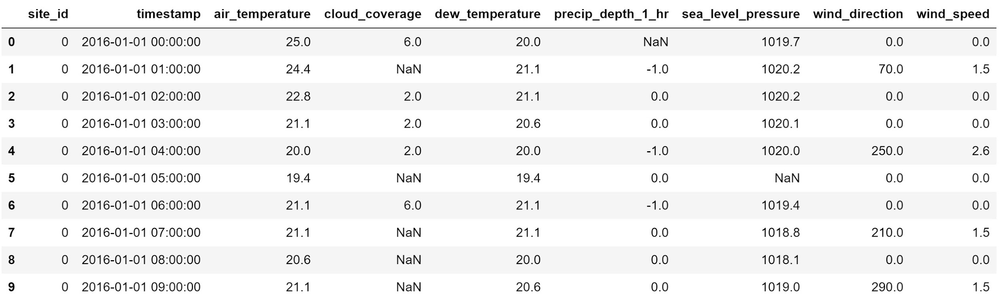 site_id timestamp air_temperature cloud_coverage dew_temperature precip_depth_1_hr sea_level_pressure wind_direction wind_speed
0 0 2016-01-01 00:00:00 25.0 6.0 20.0 NaN 1019.7 0.0 0.0
1 0 2016-01-01 01:00:00 24.4 NaN 21.1 -1.0 1020.2 70.0 1.5
2 0 2016-01-01 02:00:00 22.8 2.0 21.1 0.0 1020.2 0.0 0.0
3 0 2016-01-01 03:00:00 21.1 2.0 20.6 0.0 1020.1 0.0 0.0
4 0 2016-01-01 04:00:00 20.0 2.0 20.0 -1.0 1020.0 250.0 2.6
5 0 2016-01-01 05:00:00 19.4 NaN 19.4 0.0 NaN 0.0 0.0
6 0 2016-01-01 06:00:00 21.1 6.0 21.1 -1.0 1019.4 0.0 0.0
7 0 2016-01-01 07:00:00 21.1 NaN 21.1 0.0 1018.8 210.0 1.5
8 0 2016-01-01 08:00:00 20.6 NaN 20.0 0.0 1018.1 0.0 0.0
9 0 2016-01-01 09:00:00 21.1 NaN 20.6 0.0 1019.0 290.0 1.5